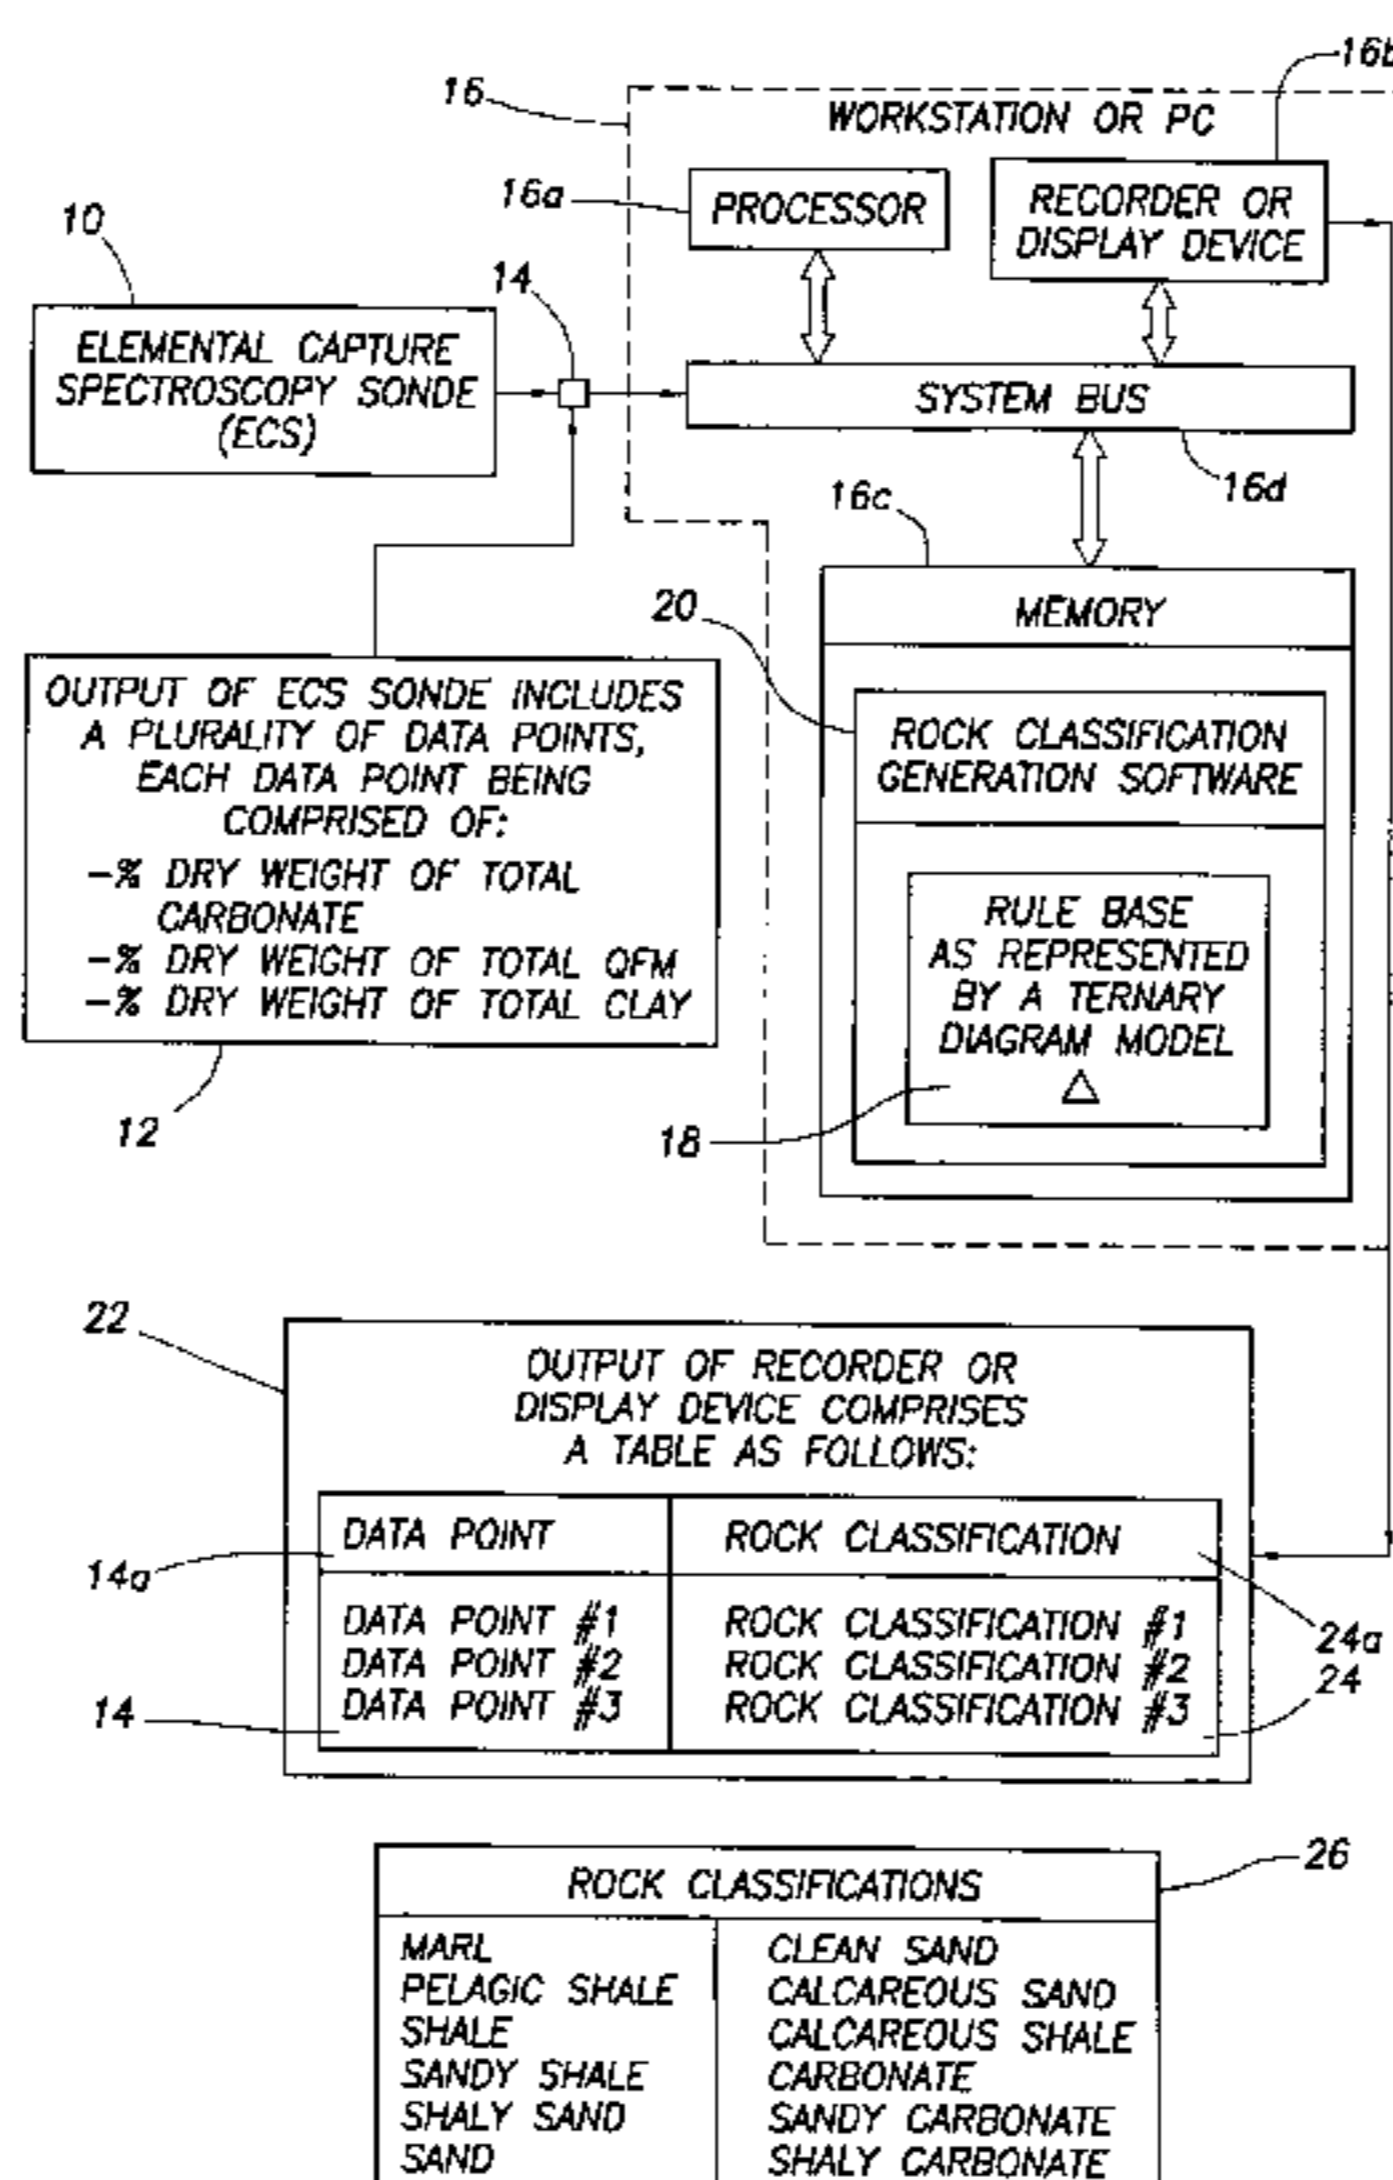 16b
16
WORKSTATION OR PC
16a
PROCESSOR
RECORDER OR
DISPLAY DEVICE
10
14
ELEMENTAL CAPTURE
SPECTROSCOPY SONDE
(ECS)
SYSTEM BUS
16d
16c
MEMORY
20
ROCK CLASSIFICATION
GENERATION SOFTWARE
OUTPUT OF ECS SONDE INCLUDES
A PLURALITY OF DATA POINTS,
EACH DATA POINT BEING
COMPRISED OF:
-% DRY WEIGHT OF TOTAL
CARBONATE
-% DRY WEIGHT OF TOTAL QFM
-% DRY WEIGHT OF TOTAL CLAY
12
RULE BASE
AS REPRESENTED
BY A TERNARY
DIAGRAM MODEL
18
22
OUTPUT OF RECORDER OR
DISPLAY DEVICE COMPRISES
A TABLE AS FOLLOWS:
DATA POINT
ROCK CLASSIFICATION
14a
DATA POINT #1
ROCK CLASSIFICATION #1
24a
DATA POINT #2
ROCK CLASSIFICATION #2
24
DATA POINT #3
ROCK CLASSIFICATION #3
14
26
ROCK CLASSIFICATIONS
MARL
PELAGIC SHALE
SHALE
SANDY SHALE
SHALY SAND
SAND
CLEAN SAND
CALCAREOUS SAND
CALCAREOUS SHALE
CARBONATE
SANDY CARBONATE
SHALY CARBONATE